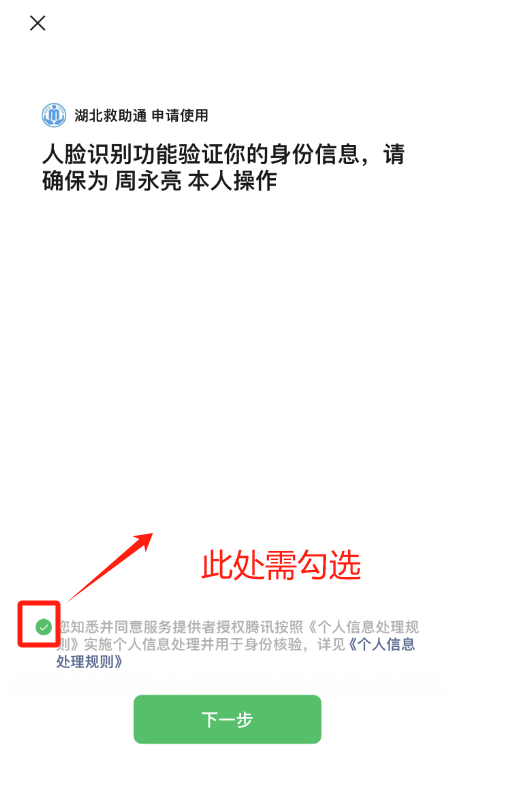 湖北救助通 申请使用
人脸识别功能验证你的身份信息，请
确保为 周永亮 本人操作
此处需勾选
您知悉并同意服务提供者授权腾讯按照《个人信息处理规
则》实施个人信息处理并用于身份核验，详见《个人信息
处理规则》
下一步